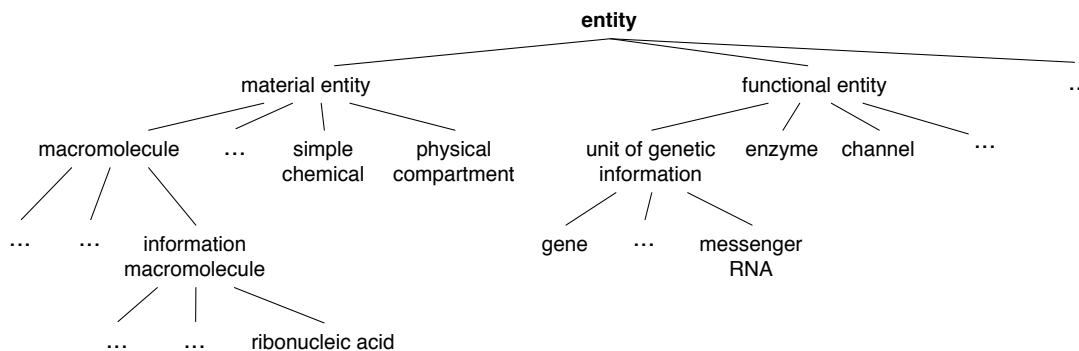 entity
material entity
functional entity
...
macromolecule
...
simple
chemical
physical
compartment
unit of genetic
information
enzyme
channel
...
...
...
information
macromolecule
gene
...
messenger
RNA
...
...
ribonucleic acid